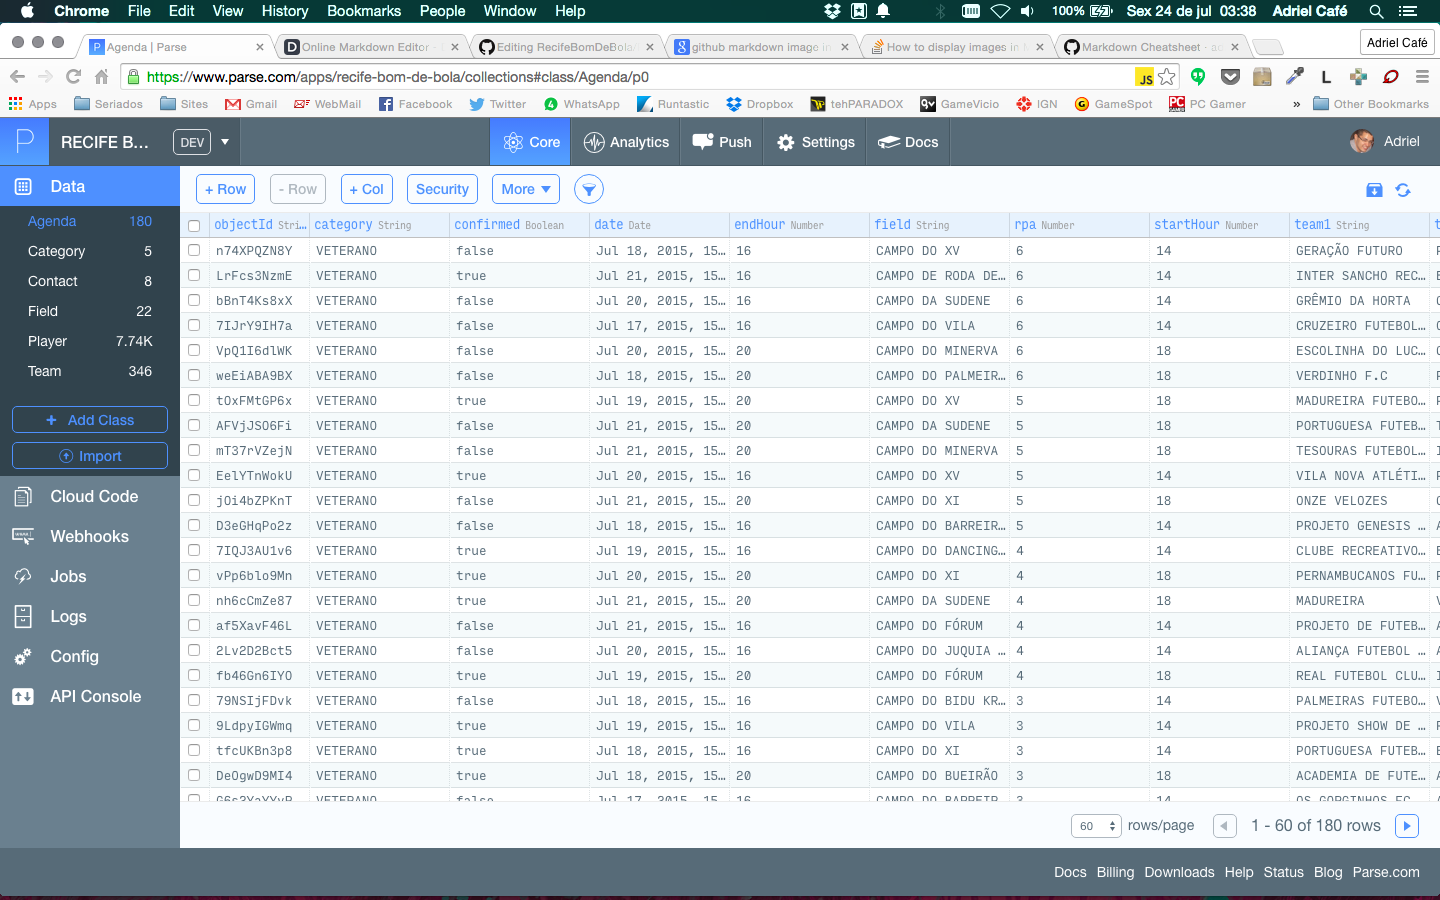 Chrome File Edit View History Bookmarks People Window Help 100% Sex 24 de jul 03:38 Adriel Café
Agenda | Parse Online Markdown Editor - Editing RecifeBomDeBola/ github markdown image in How to display images in Markdown Cheatsheet - Adriel Café
https://www.parse.com/apps/recife-bom-de-bola/collections#class/Agenda/p0 JS L
Apps Seriados Sites Gmail WebMail Facebook Twitter WhatsApp Runtastic Dropbox tehPARADOX GameVicio IGN GameSpot PC Gamer » Other Bookmarks
P RECIFE B... DEV Core Analytics Push Settings Docs Adriel
Data
Agenda 180
Category 5
Contact 8
Field 22
Player 7.74K
Team 346
+ Add Class
Import
Cloud Code
Webhooks
Jobs
Logs
Config
API Console
+ Row - Row + Col Security More
objectId Stri... category String confirmed Boolean date Date endHour Number field String rpa Number startHour Number team1 String
n74XPQZN8Y VETERANO false Jul 18, 2015, 15... 16 CAMPO DO XV 6 14 GERAÇÃO FUTURO
LrFcs3NzmE VETERANO true Jul 21, 2015, 15... 16 CAMPO DE RODA DE... 6 14 INTER SANCHO REC...
bBnT4Ks8xX VETERANO false Jul 20, 2015, 15... 16 CAMPO DA SUDENE 6 14 GRÊMIO DA HORTA
7IJrY9IH7a VETERANO false Jul 17, 2015, 15... 16 CAMPO DO VILA 6 14 CRUZEIRO FUTEBOL...
VpQ1I6dlWK VETERANO false Jul 20, 2015, 15... 20 CAMPO DO MINERVA 6 18 ESCOLINHA DO LUC...
weEiABA9BX VETERANO false Jul 18, 2015, 15... 20 CAMPO DO PALMEIR... 6 18 VERDINHO F.C
tOxFMtGP6x VETERANO true Jul 19, 2015, 15... 20 CAMPO DO XV 5 18 MADUREIRA FUTEBO...
AFVjJSO6Fi VETERANO false Jul 21, 2015, 15... 20 CAMPO DA SUDENE 5 18 PORTUGUESA FUTEB...
mT37rVZejN VETERANO false Jul 21, 2015, 15... 20 CAMPO DO MINERVA 5 18 TESOURAS FUTEBOL...
EelYTnWokU VETERANO true Jul 20, 2015, 15... 16 CAMPO DO XV 5 14 VILA NOVA ATLÉTI...
jOi4bZPKnT VETERANO false Jul 21, 2015, 15... 20 CAMPO DO XI 5 18 ONZE VELOZES
D3eGHqPo2z VETERANO false Jul 18, 2015, 15... 16 CAMPO DO BARREIR... 5 14 PROJETO GENESIS ...
7IQJ3AU1v6 VETERANO true Jul 19, 2015, 15... 16 CAMPO DO DANCING... 4 14 CLUBE RECREATIVO...
vPp6blo9Mn VETERANO true Jul 20, 2015, 15... 20 CAMPO DO XI 4 18 PERNAMBUCANOS FU...
nh6cCmZe87 VETERANO true Jul 21, 2015, 15... 20 CAMPO DA SUDENE 4 18 MADUREIRA
af5XavF46L VETERANO false Jul 21, 2015, 15... 16 CAMPO DO FÓRUM 4 14 PROJETO DE FUTEB...
2Lv2D2Bct5 VETERANO false Jul 20, 2015, 15... 16 CAMPO DO JUQUIA ... 4 14 ALIANÇA FUTEBOL ...
fb46Gn6IYO VETERANO true Jul 19, 2015, 15... 20 CAMPO DO FÓRUM 4 18 REAL FUTEBOL CLU...
79NSIjFDvk VETERANO false Jul 18, 2015, 15... 16 CAMPO DO BIDU KR... 3 14 PALMEIRAS FUTEBO...
9LdpyIGWmq VETERANO true Jul 19, 2015, 15... 16 CAMPO DO VILA 3 14 PROJETO SHOW DE ...
tfcUKBn3p8 VETERANO true Jul 18, 2015, 15... 16 CAMPO DO XI 3 14 PORTUGUESA FUTEB...
DeOgwD9MI4 VETERANO true Jul 18, 2015, 15... 20 CAMPO DO BUEIRÃO 3 18 ACADEMIA DE FUTE...
VETERANO false Jul 17, 2015, 15... 16 CAMPO DO BARREIR... 3 14 OS GORGINHOS FC
60 rows/page 1 - 60 of 180 rows
Docs Billing Downloads Help Status Blog Parse.com